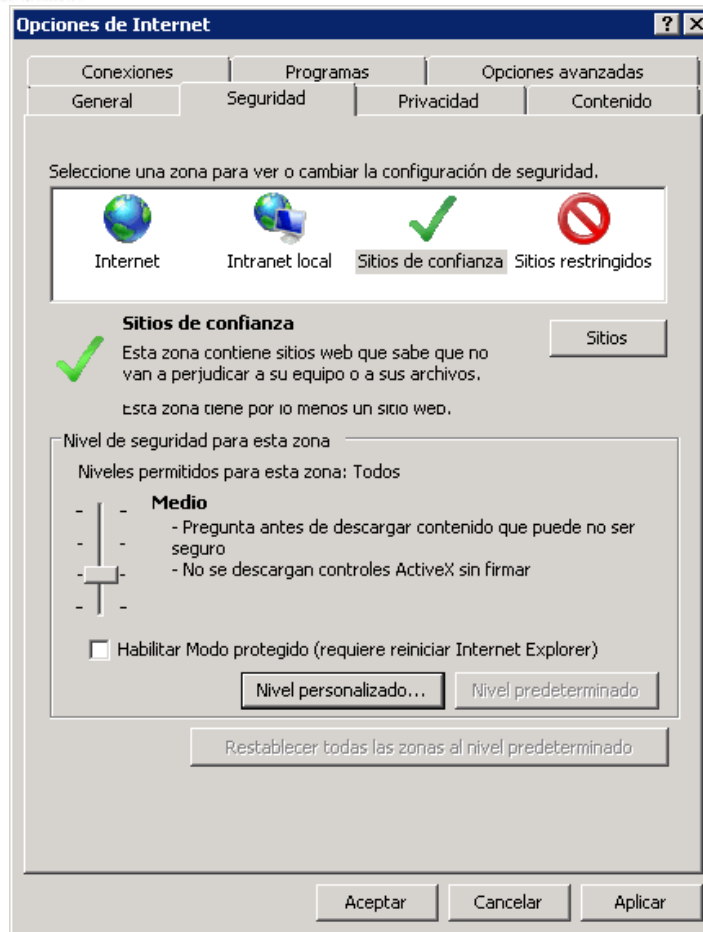 Opciones de Internet
Conexiones Programas Opciones avanzadas
General Seguridad Privacidad Contenido
Seleccione una zona para ver o cambiar la configuración de seguridad.
Internet Intranet local Sitios de confianza Sitios restringidos
Sitios de confianza
Sitios
Esta zona contiene sitios web que sabe que no
van a perjudicar a su equipo o a sus archivos.
Esta zona tiene por lo menos un sitio web.
Nivel de seguridad para esta zona
Niveles permitidos para esta zona: Todos
Medio
- Pregunta antes de descargar contenido que puede no ser
seguro
- No se descargan controles ActiveX sin firmar
Habilitar Modo protegido (requiere reiniciar Internet Explorer)
Nivel personalizado... Nivel predeterminado
Restablecer todas las zonas al nivel predeterminado
Aceptar Cancelar Aplicar